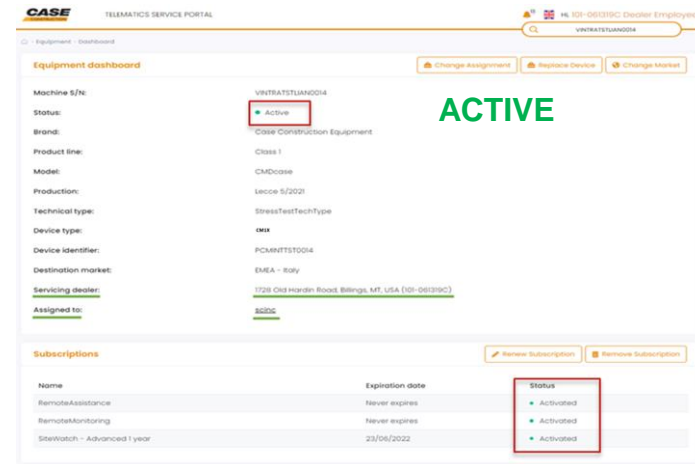 CASE
CONSTRUCTION
TELEMATICS SERVICE PORTAL
Hi, 101-061319C Dealer Employee
VINTRATSTLIAN0014
Equipment - Dashboard
Equipment dashboard
Change Assignment
Replace Device
Change Market
Machine S/N: VINTRATSTLIAN0014
Status: Active
ACTIVE
Brand: Case Construction Equipment
Product line: Class 1
Model: CMDcase
Production: Lecce 5/2021
Technical type: StressTestTechType
Device type:
Device identifier: PCMINTTST0014
Destination market: EMEA - Italy
Servicing dealer: 1728 Old Hardin Road, Billings, MT, USA (101-061319C)
Assigned to: scinc
Subscriptions
Renew Subscription
Remove Subscription
Name Expiration date Status
RemoteAssistance Never expires Activated
RemoteMonitoring Never expires Activated
SiteWatch - Advanced 1 year 23/06/2022 Activated